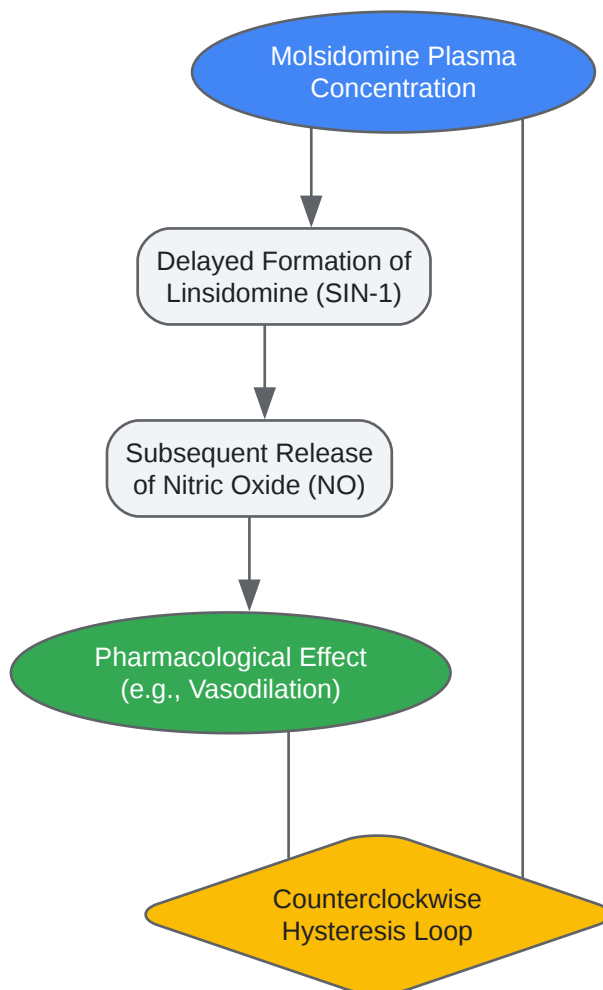 Molsidomine Plasma
Concentration
Delayed Formation of
Linsidomine (SIN-1)
Subsequent Release
of Nitric Oxide (NO)
Pharmacological Effect
(e.g., Vasodilation)
Counterclockwise
Hysteresis Loop